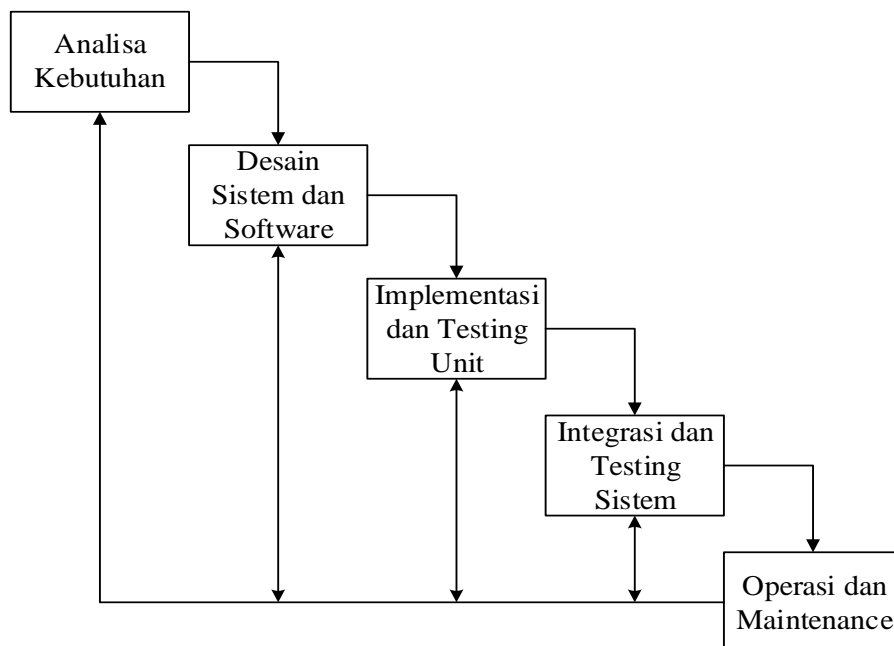 Analisa
Kebutuhan
Desain
Sistem dan
Software
Implementasi
dan Testing
Unit
Integrasi dan
Testing
Sistem
Operasi dan
Maintenance